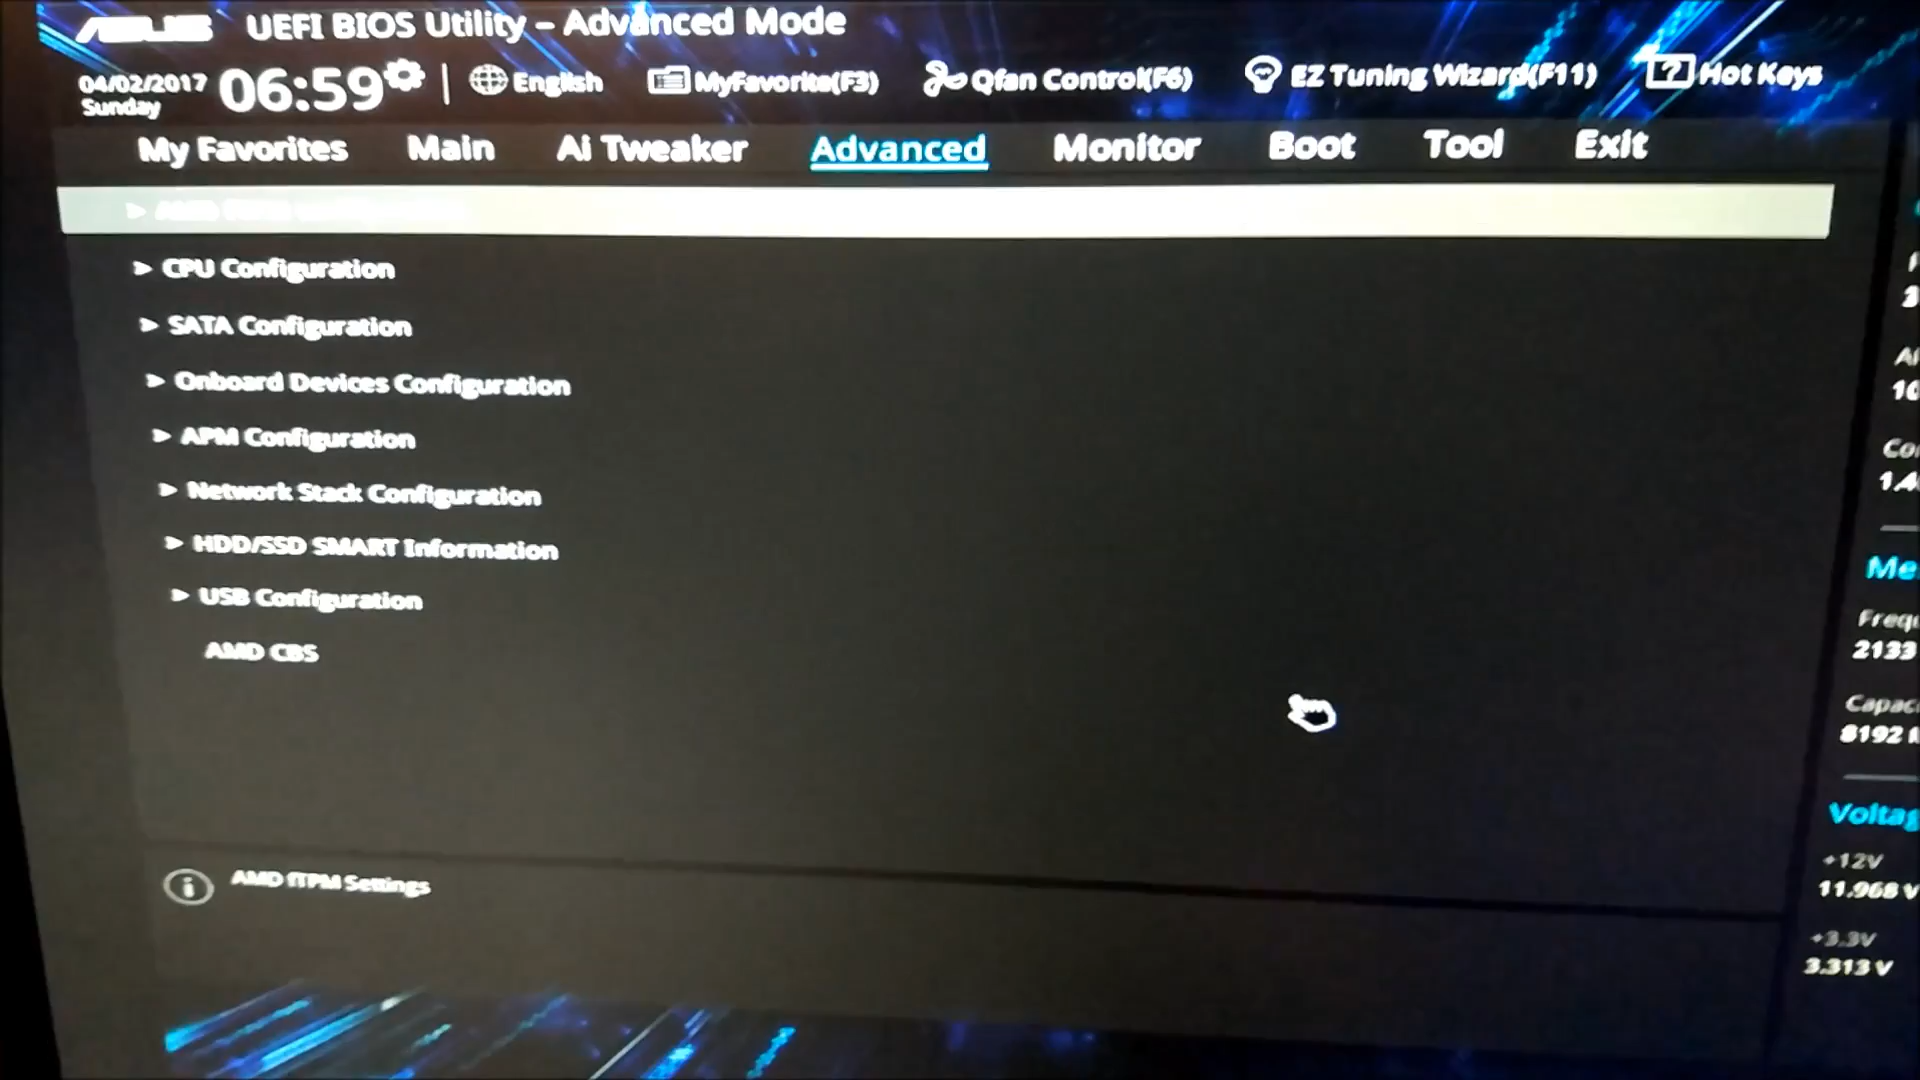 ASUS UEFI BIOS Utility – Advanced Mode
04/02/2017
Sunday
06:59
English
MyFavorite(F3)
Qfan Control(F6)
EZ Tuning Wizard(F11)
Hot Keys
My Favorites Main Ai Tweaker Advanced Monitor Boot Tool Exit
CPU Configuration
SATA Configuration
Onboard Devices Configuration
APM Configuration
Network Stack Configuration
HDD/SSD SMART Information
USB Configuration
AMD CBS
AMD fTPM Settings
2133
8192
+12V
11.968 V
+3.3V
3.313 V